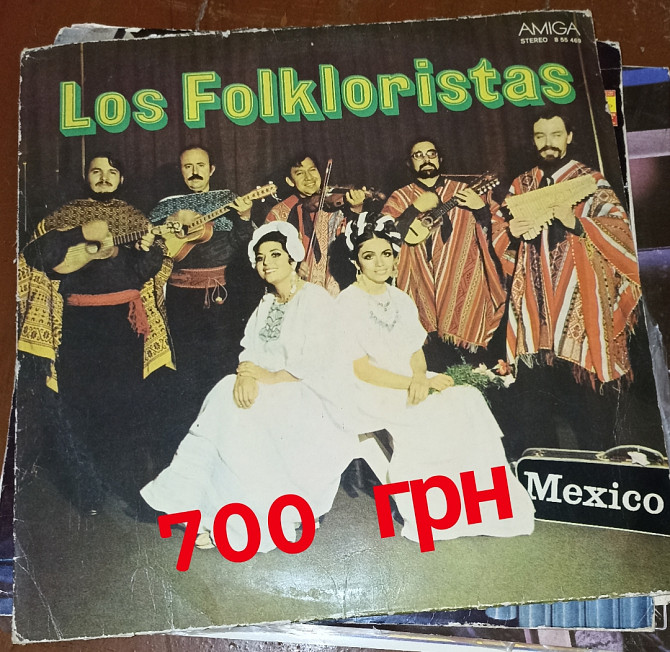 AMIGA
STEREO 8 55 469
Los Folkloristas
Mexico
700 грн